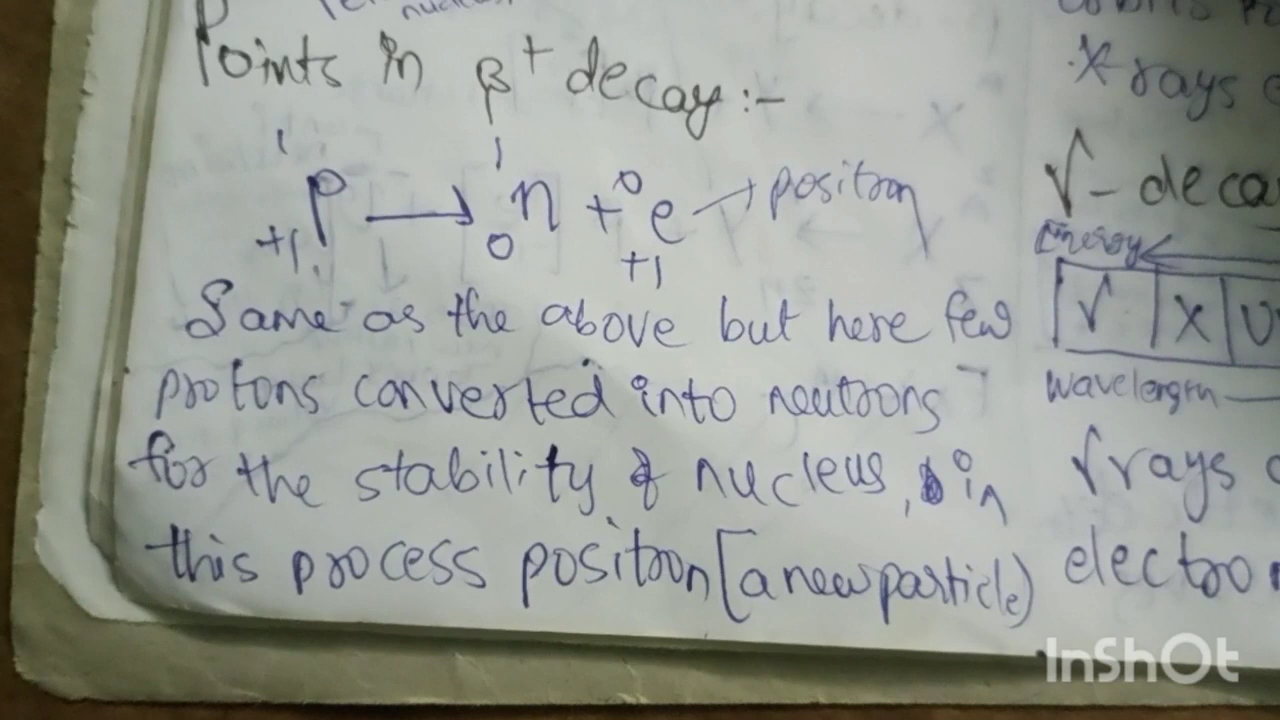 Points in β+ decay :-
1 1
P → n + 0 e → positron
+1 0 +1
Same as the above but here few
protons converted into neutrons
for the stability of nucleus, in
this process positron [a new particle)
X rays
γ- deca
Energy ←
γ X U
wavelength
γ rays
electro
InShOt